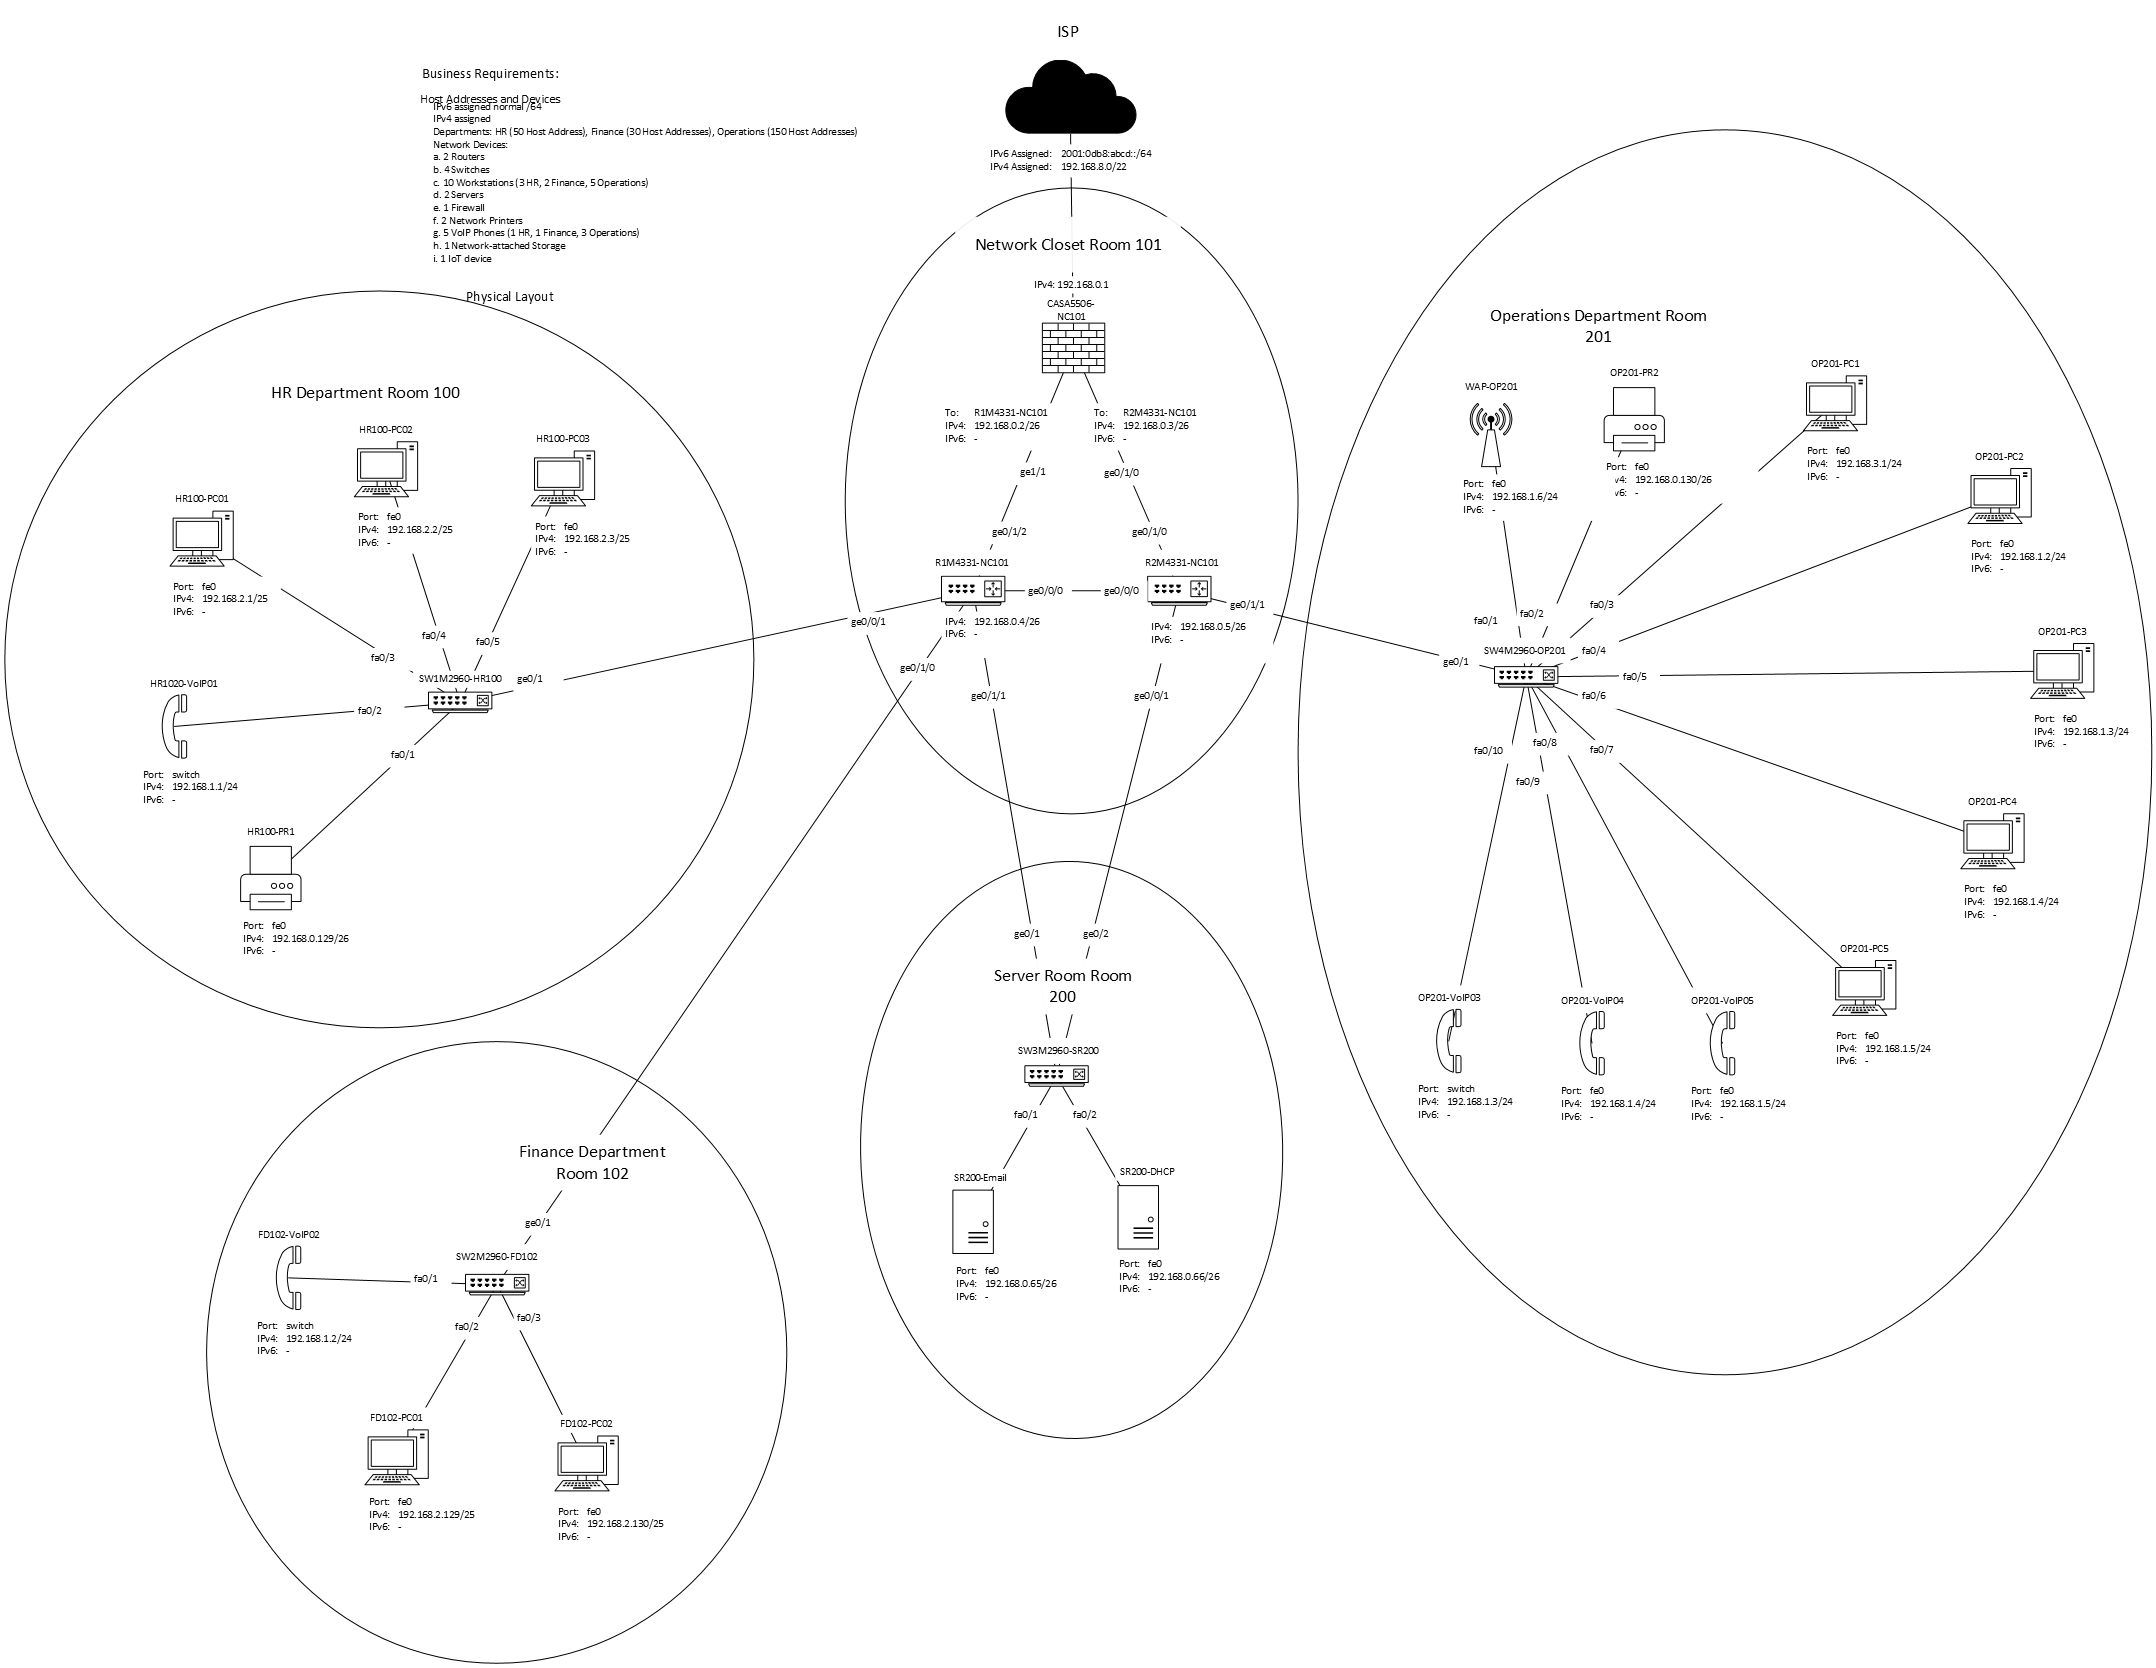 ISP
Business Requirements:
Host Addresses and Devices
IPv6 assigned normal /64
IPv4 assigned
Departments: HR (50 Host Address), Finance (30 Host Addresses), Operations (150 Host Addresses)
Network Devices:
a. 2 Routers
b. 4 Switches
c. 10 Workstations (3 HR, 2 Finance, 5 Operations)
d. 2 Servers
e. 1 Firewall
f. 2 Network Printers
g. 5 VoIP Phones (1 HR, 1 Finance, 3 Operations)
h. 1 Network-attached Storage
i. 1 IoT device
Physical Layout
IPv6 Assigned: 2001:0db8:abcd::/64
IPv4 Assigned: 192.168.8.0/22
Network Closet Room 101
IPv4: 192.168.0.1
CASA5506-
NC101
To: R1M4331-NC101
IPv4: 192.168.0.2/26
IPv6: -
To: R2M4331-NC101
IPv4: 192.168.0.3/26
IPv6: -
ge1/1
ge0/1/0
ge0/1/2
ge0/1/0
R1M4331-NC101
R2M4331-NC101
ge0/0/0
ge0/0/0
IPv4: 192.168.0.4/26
IPv6: -
IPv4: 192.168.0.5/26
IPv6: -
ge0/0/1
ge0/1/0
ge0/1/1
ge0/0/1
ge0/1/1
HR Department Room 100
HR100-PC02
HR100-PC03
HR100-PC01
Port: fe0
IPv4: 192.168.2.2/25
IPv6: -
Port: fe0
IPv4: 192.168.2.3/25
IPv6: -
Port: fe0
IPv4: 192.168.2.1/25
IPv6: -
fa0/4
fa0/5
fa0/3
SW1M2960-HR100
ge0/1
HR1020-VoIP01
fa0/2
fa0/1
Port: switch
IPv4: 192.168.1.1/24
IPv6: -
HR100-PR1
Port: fe0
IPv4: 192.168.0.129/26
IPv6: -
Operations Department Room
201
OP201-PC1
OP201-PR2
WAP-OP201
Port: fe0
IPv4: 192.168.3.1/24
IPv6: -
Port: fe0
v4: 192.168.0.130/26
v6: -
Port: fe0
IPv4: 192.168.1.6/24
IPv6: -
OP201-PC2
Port: fe0
IPv4: 192.168.1.2/24
IPv6: -
fa0/1
fa0/2
fa0/3
SW4M2960-OP201
fa0/4
ge0/1
fa0/5
fa0/6
OP201-PC3
Port: fe0
IPv4: 192.168.1.3/24
IPv6: -
fa0/10
fa0/8
fa0/7
fa0/9
OP201-PC4
Port: fe0
IPv4: 192.168.1.4/24
IPv6: -
OP201-PC5
Port: fe0
IPv4: 192.168.1.5/24
IPv6: -
OP201-VoIP03
OP201-VoIP04
OP201-VoIP05
Port: switch
IPv4: 192.168.1.3/24
IPv6: -
Port: fe0
IPv4: 192.168.1.4/24
IPv6: -
Port: fe0
IPv4: 192.168.1.5/24
IPv6: -
ge0/1
ge0/2
Server Room Room
200
SW3M2960-SR200
fa0/1
fa0/2
SR200-Email
SR200-DHCP
Port: fe0
IPv4: 192.168.0.65/26
IPv6: -
Port: fe0
IPv4: 192.168.0.66/26
IPv6: -
Finance Department
Room 102
ge0/1
FD102-VoIP02
SW2M2960-FD102
fa0/1
Port: switch
IPv4: 192.168.1.2/24
IPv6: -
fa0/2
fa0/3
FD102-PC01
FD102-PC02
Port: fe0
IPv4: 192.168.2.129/25
IPv6: -
Port: fe0
IPv4: 192.168.2.130/25
IPv6: -